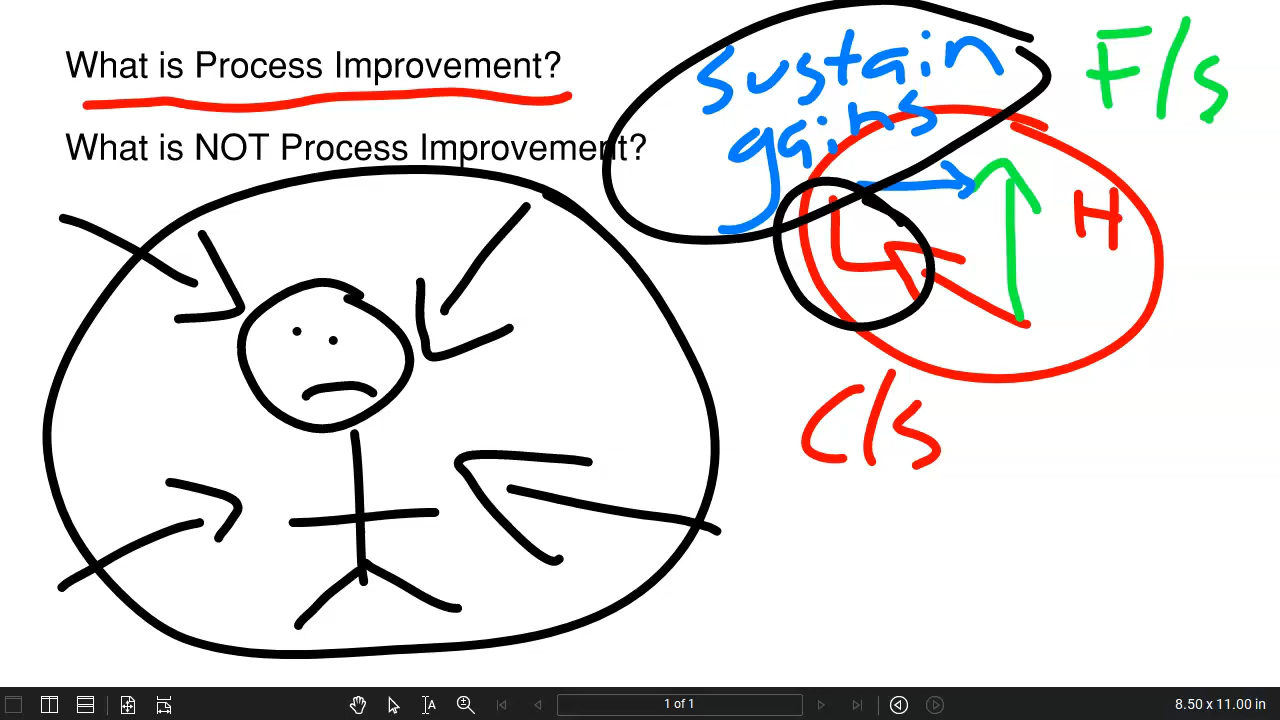 What is Process Improvement?
What is NOT Process Improvement?
sustain
gains
F/s
H
C/s
1 of 1
8.50 x 11.00 in